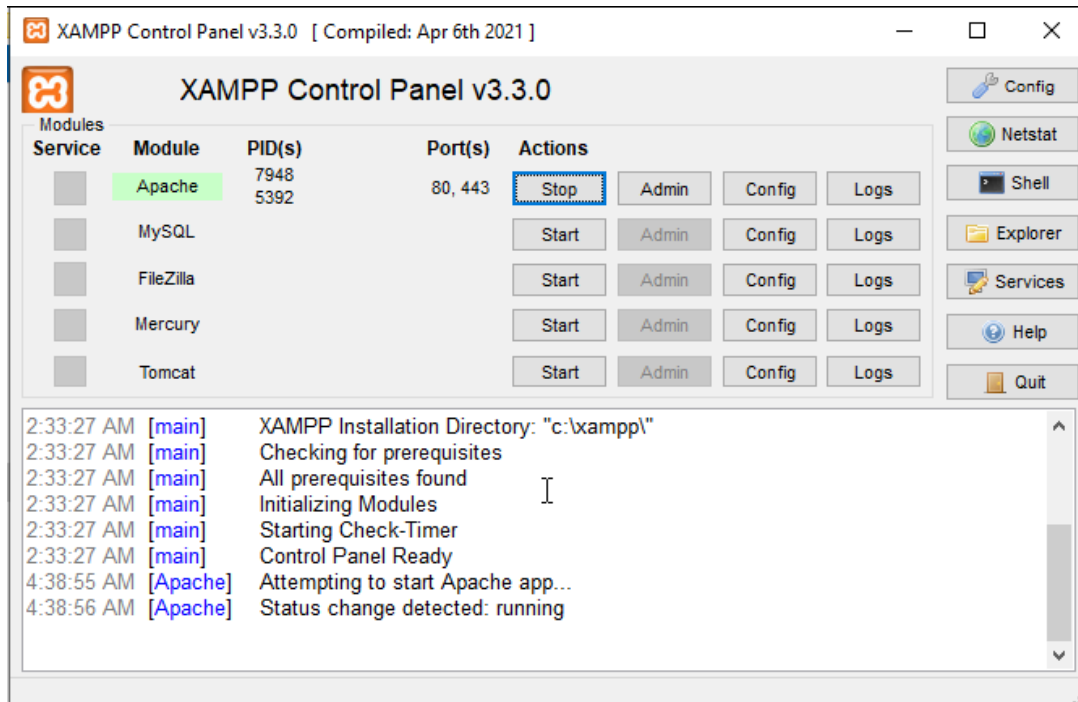 XAMPP Control Panel v3.3.0 [ Compiled: Apr 6th 2021 ]
XAMPP Control Panel v3.3.0
Config
Modules
Service Module PID(s) Port(s) Actions
Netstat
Apache 7948 5392 80, 443 Stop Admin Config Logs
Shell
MySQL Start Admin Config Logs
Explorer
FileZilla Start Admin Config Logs
Services
Mercury Start Admin Config Logs
Help
Tomcat Start Admin Config Logs
Quit
2:33:27 AM [main] XAMPP Installation Directory: "c:\xampp\"
2:33:27 AM [main] Checking for prerequisites
2:33:27 AM [main] All prerequisites found
2:33:27 AM [main] Initializing Modules
2:33:27 AM [main] Starting Check-Timer
2:33:27 AM [main] Control Panel Ready
4:38:55 AM [Apache] Attempting to start Apache app...
4:38:56 AM [Apache] Status change detected: running